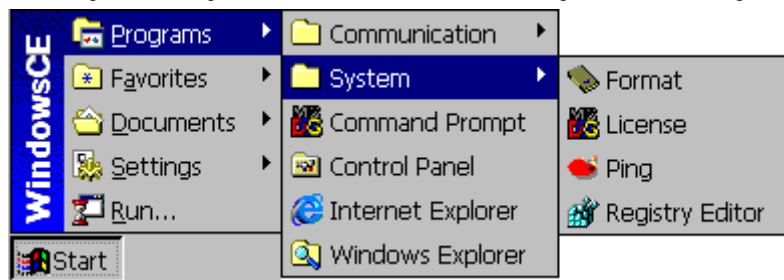 WindowsCE
Programs
Favorites
Documents
Settings
Run...
Start
Communication
System
Command Prompt
Control Panel
Internet Explorer
Windows Explorer
Format
License
Ping
Registry Editor